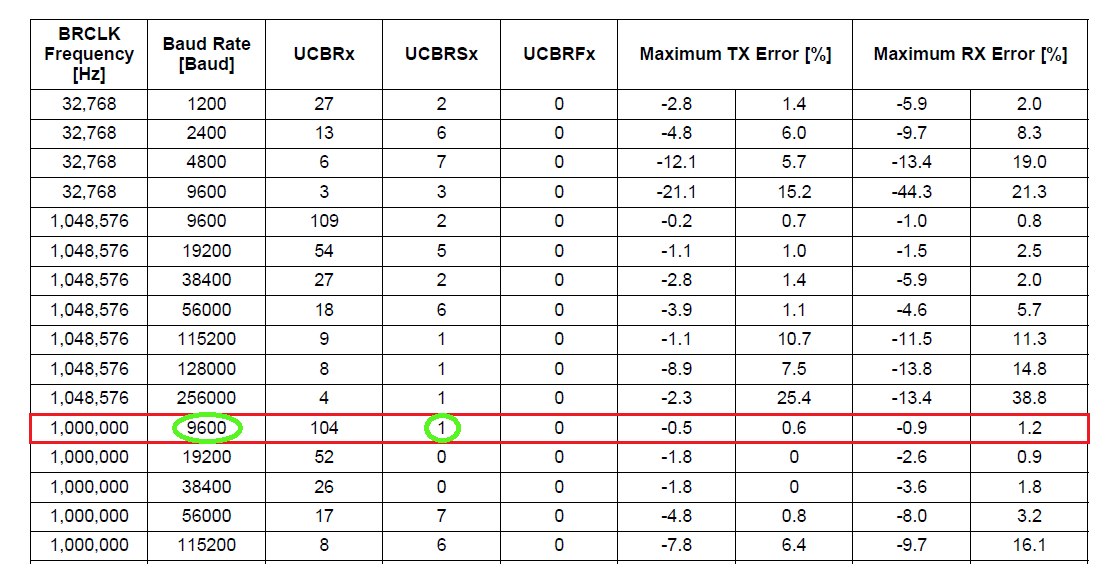 BRCLK Frequency [Hz] Baud Rate [Baud] UCBRx UCBRSx UCBRFx Maximum TX Error [%] Maximum RX Error [%]
32,768 1200 27 2 0 -2.8 1.4 -5.9 2.0
32,768 2400 13 6 0 -4.8 6.0 -9.7 8.3
32,768 4800 6 7 0 -12.1 5.7 -13.4 19.0
32,768 9600 3 3 0 -21.1 15.2 -44.3 21.3
1,048,576 9600 109 2 0 -0.2 0.7 -1.0 0.8
1,048,576 19200 54 5 0 -1.1 1.0 -1.5 2.5
1,048,576 38400 27 2 0 -2.8 1.4 -5.9 2.0
1,048,576 56000 18 6 0 -3.9 1.1 -4.6 5.7
1,048,576 115200 9 1 0 -1.1 10.7 -11.5 11.3
1,048,576 128000 8 1 0 -8.9 7.5 -13.8 14.8
1,048,576 256000 4 1 0 -2.3 25.4 -13.4 38.8
1,000,000 9600 104 1 0 -0.5 0.6 -0.9 1.2
1,000,000 19200 52 0 0 -1.8 0 -2.6 0.9
1,000,000 38400 26 0 0 -1.8 0 -3.6 1.8
1,000,000 56000 17 7 0 -4.8 0.8 -8.0 3.2
1,000,000 115200 8 6 0 -7.8 6.4 -9.7 16.1